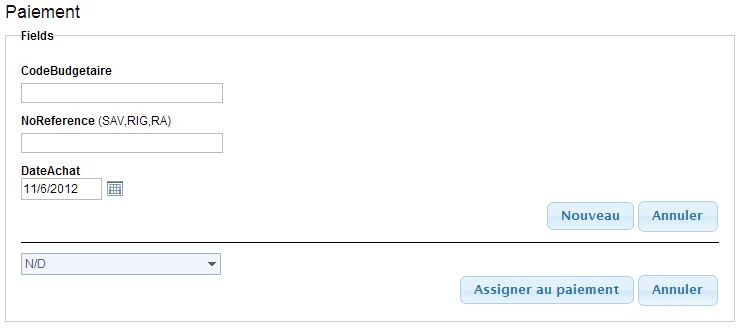 Paiement
Fields
CodeBudgetaire
NoReference (SAV,RIG,RA)
DateAchat
11/6/2012
Nouveau Annuler
N/D
Assigner au paiement Annuler